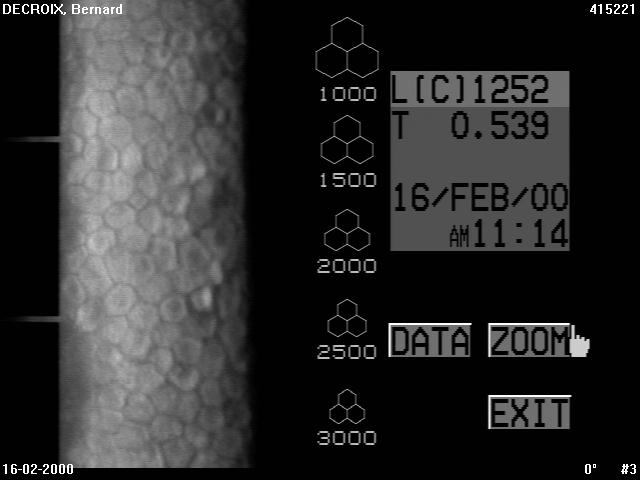 DECROIX, Bernard
415221
1000
1500
2000
2500
3000
L(C)1252
T 0.539
16/FEB/00
AM11:14
DATA ZOOM
EXIT
16-02-2000
0° #3